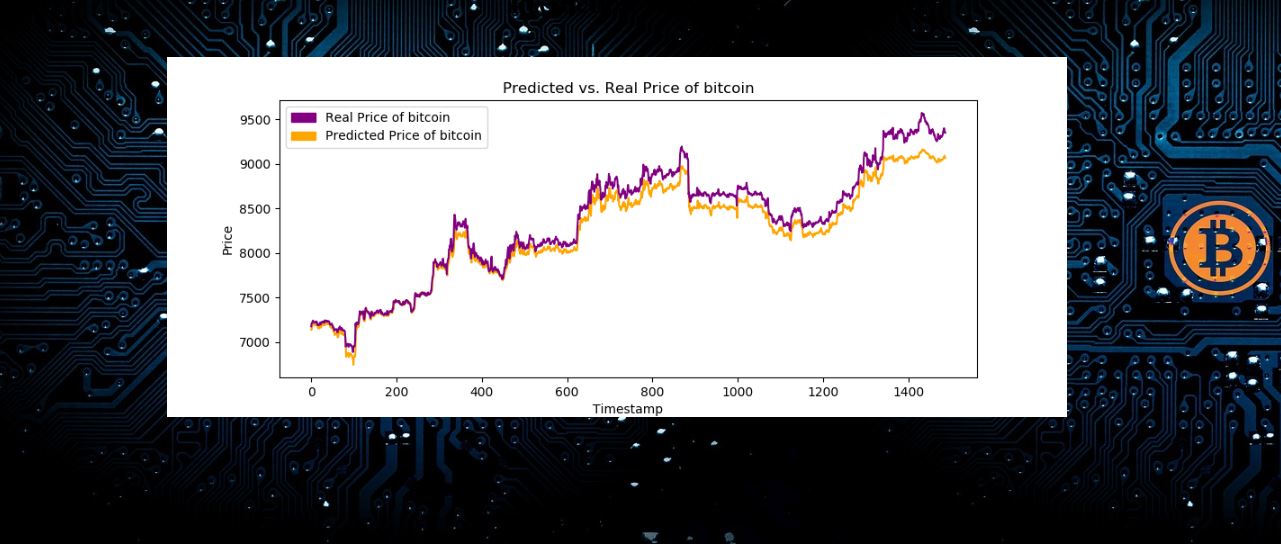 Predicted vs. Real Price of bitcoin
Real Price of bitcoin
Predicted Price of bitcoin
9500
9000
8500
8000
7500
7000
Price
0 200 400 600 800 1000 1200 1400
Timestamp